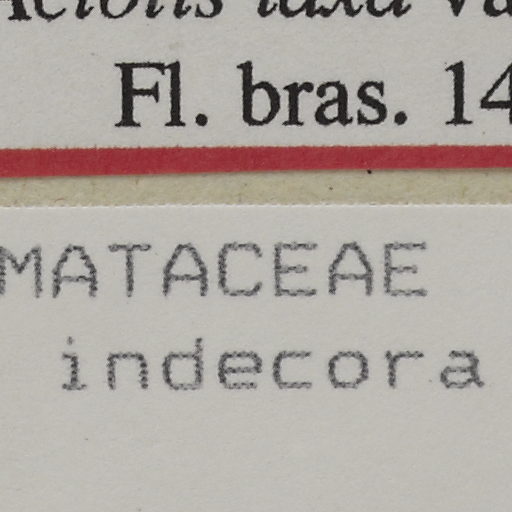 Fl. bras. 14
MATACEAE
indecora